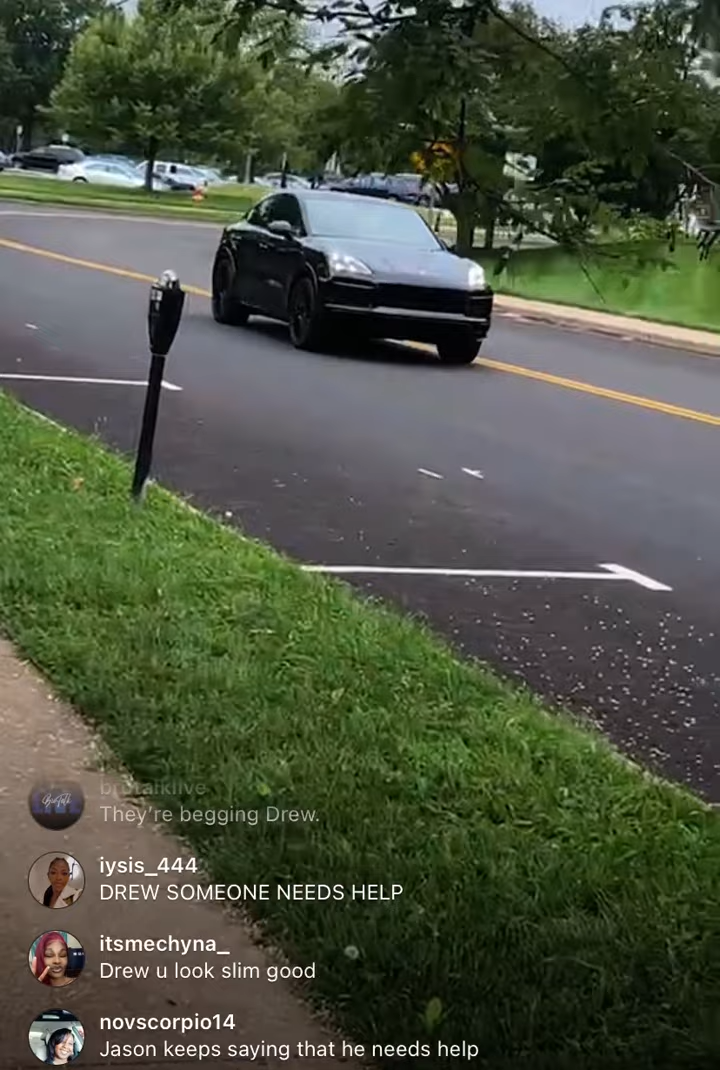 brotalklive
They're begging Drew.
iysis_444
DREW SOMEONE NEEDS HELP
itsmechyna_
Drew u look slim good
novscorpio14
Jason keeps saying that he needs help